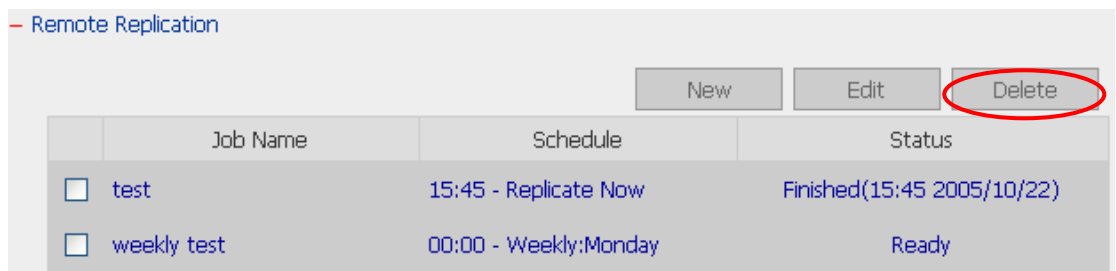 – Remote Replication
New Edit Delete
Job Name Schedule Status
test 15:45 - Replicate Now Finished(15:45 2005/10/22)
weekly test 00:00 - Weekly:Monday Ready